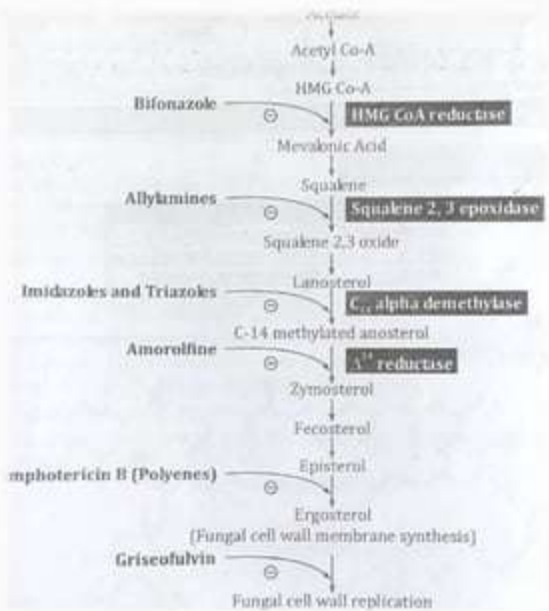 Acetyl Co-A
HMG Co-A
Bifonazole
⊖
HMG CoA reductase
Mevalonic Acid
Squalene
Allylamines
⊖
Squalene 2, 3 epoxidase
Squalene 2,3 oxide
Lanosterol
Imidazoles and Triazoles
⊖
C14 alpha demethylase
C-14 methylated anosterol
Amorolfine
⊖
Δ14 reductase
Zymosterol
Fecosterol
Episterol
mphotericin B (Polyenes)
⊖
Ergosterol
(Fungal cell wall membrane synthesis)
Griseofulvin
⊖
Fungal cell wall replication